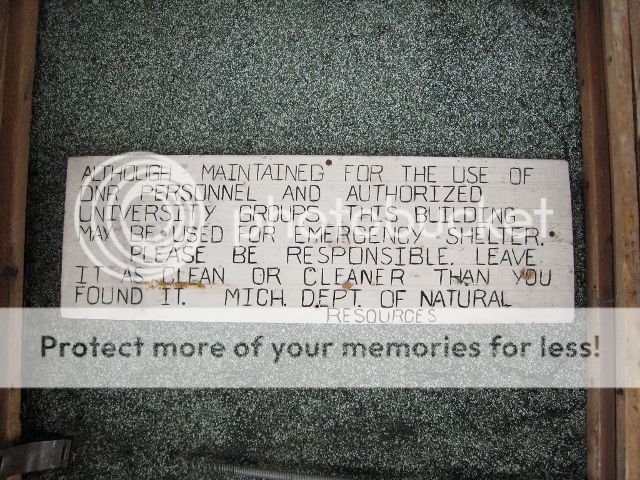 ALTHOUGH MAINTAINED FOR THE USE OF
DNR PERSONNEL AND AUTHORIZED
UNIVERSITY GROUPS, THIS BUILDING
MAY BE USED FOR EMERGENCY SHELTER.
PLEASE BE RESPONSIBLE. LEAVE
IT AS CLEAN OR CLEANER THAN YOU
FOUND IT. MICH. DEPT. OF NATURAL
RESOURCES
photobucket
Protect more of your memories for less!